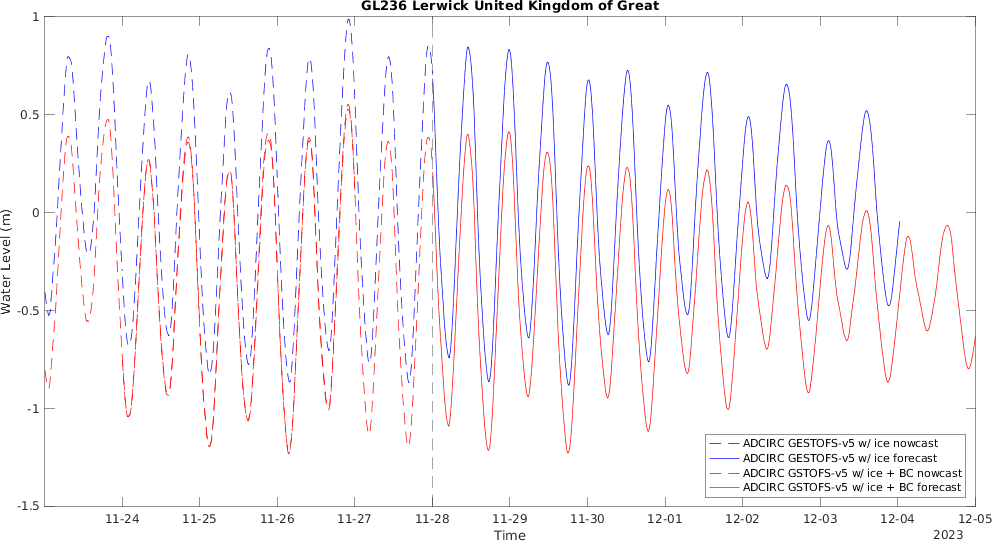 GL236 Lerwick United Kingdom of Great
1
0.5
0
-0.5
-1
-1.5
Water Level (m)
11-24 11-25 11-26 11-27 11-28 11-29 11-30 12-01 12-02 12-03 12-04 12-05
Time
2023
ADCIRC GESTOFS-v5 w/ ice nowcast
ADCIRC GESTOFS-v5 w/ ice forecast
ADCIRC GSTOFS-v5 w/ ice + BC nowcast
ADCIRC GSTOFS-v5 w/ ice + BC forecast